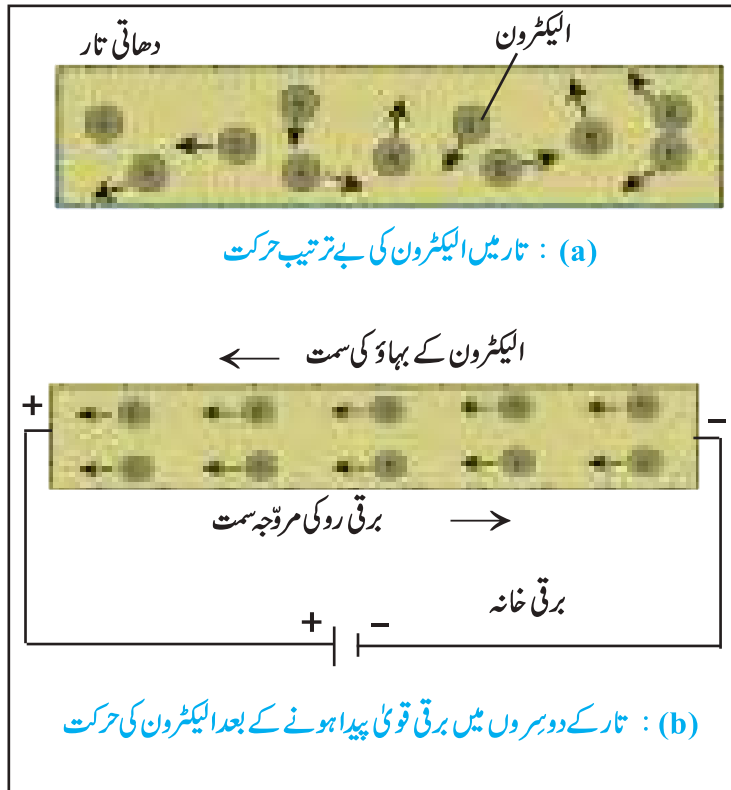 دھاتی تار
الیکٹرون
(a) : تار میں الیکٹرون کی بے ترتیب حرکت
الیکٹرون کے بہاؤ کی سمت ←
+
−
برقی رو کی مروّجہ سمت →
برقی خانہ
+ −
(b) : تار کے دو سِروں میں برقی قویٰ پیدا ہونے کے بعد الیکٹرون کی حرکت